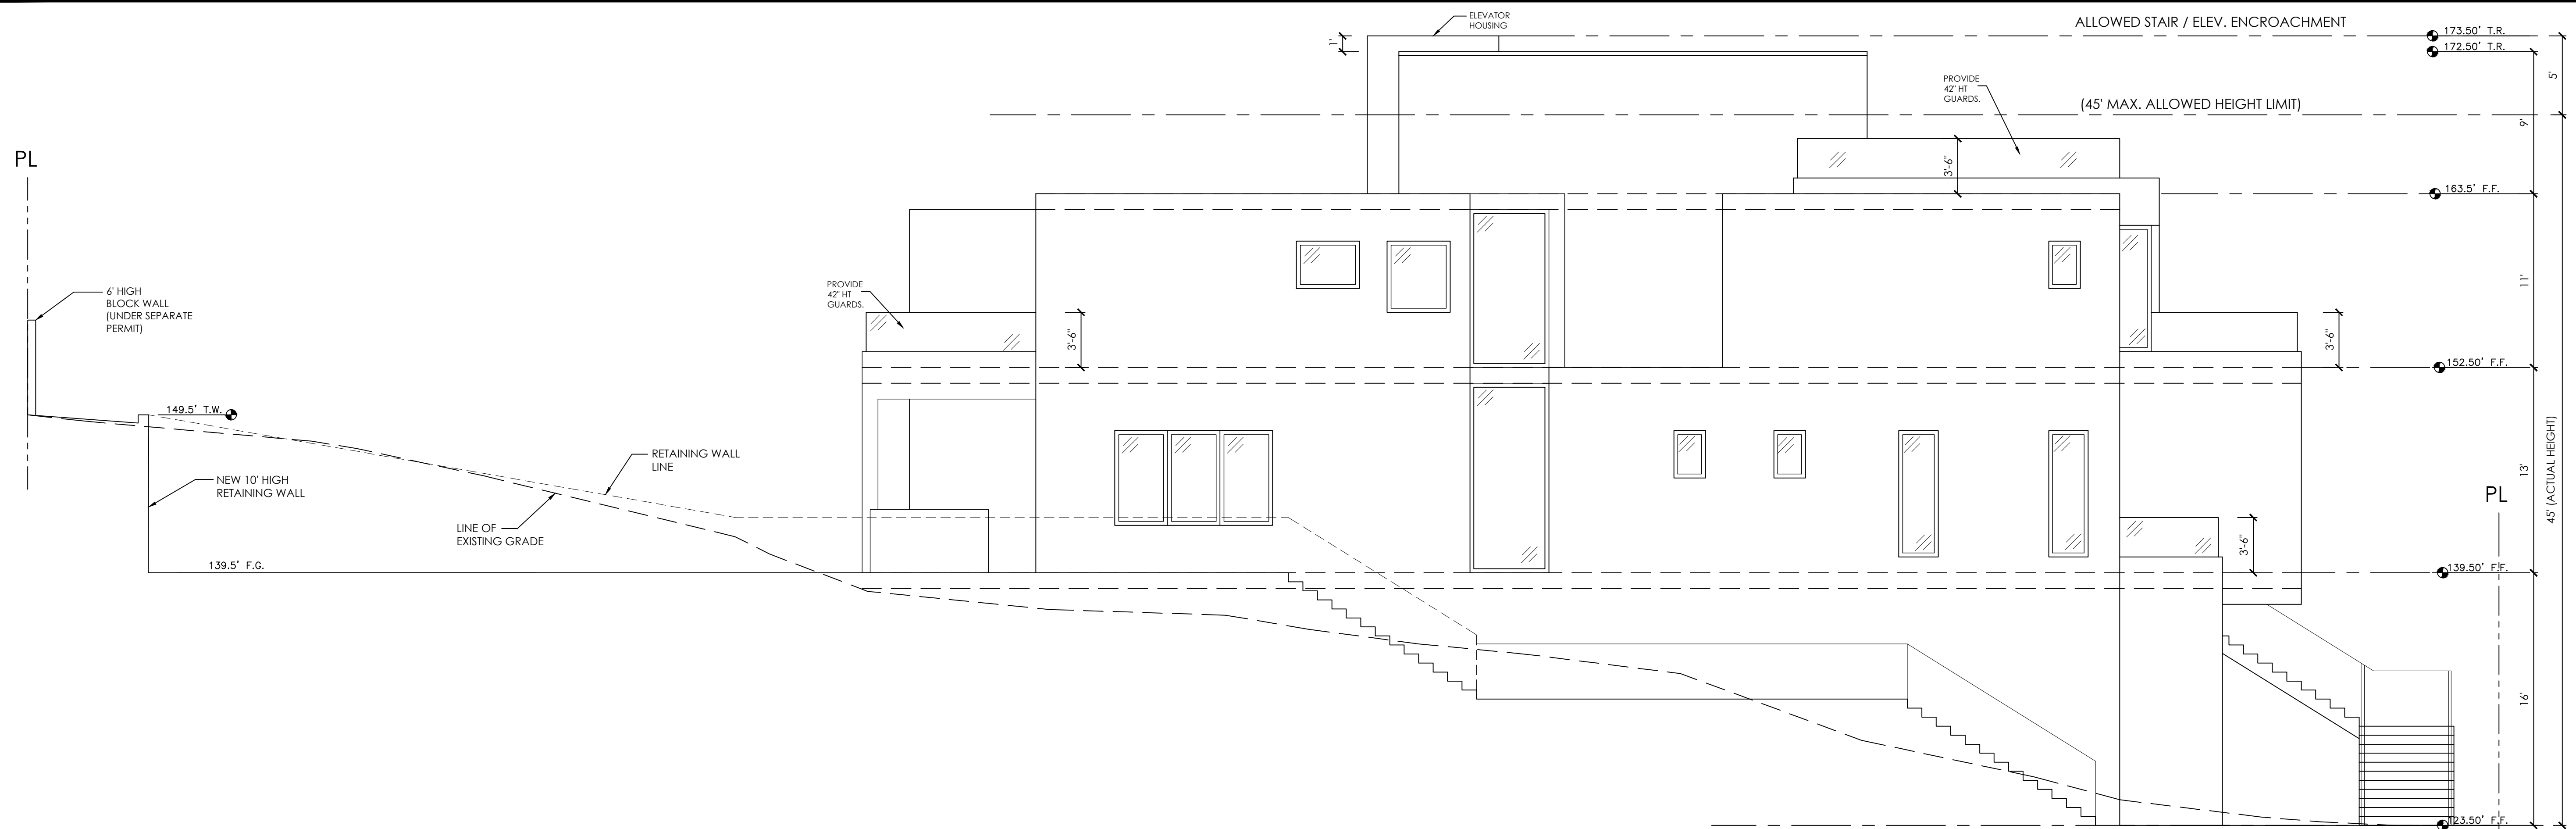 ELEVATOR
HOUSING
ALLOWED STAIR / ELEV. ENCROACHMENT
173.50' T.R.
172.50' T.R.
1'
5'
PROVIDE
42" HT
GUARDS.
(45' MAX. ALLOWED HEIGHT LIMIT)
9'
PL
3'-6"
163.5' F.F.
6' HIGH
BLOCK WALL
(UNDER SEPARATE
PERMIT)
PROVIDE
42" HT
GUARDS.
11'
3'-6"
3'-6"
152.50' F.F.
149.5' T.W.
RETAINING WALL
LINE
NEW 10' HIGH
RETAINING WALL
13'
45' (ACTUAL HEIGHT)
PL
LINE OF
EXISTING GRADE
3'-6"
139.5' F.G.
139.50' F.F.
16'
123.50' F.F.